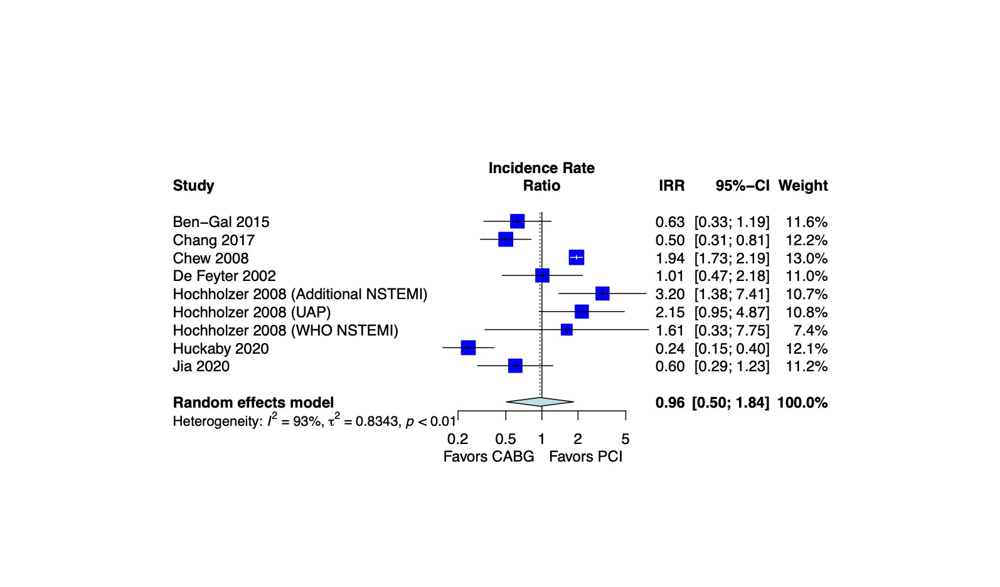 Incidence Rate
Study Ratio IRR 95%−CI Weight
Ben−Gal 2015 0.63 [0.33; 1.19] 11.6%
Chang 2017 0.50 [0.31; 0.81] 12.2%
Chew 2008 1.94 [1.73; 2.19] 13.0%
De Feyter 2002 1.01 [0.47; 2.18] 11.0%
Hochholzer 2008 (Additional NSTEMI) 3.20 [1.38; 7.41] 10.7%
Hochholzer 2008 (UAP) 2.15 [0.95; 4.87] 10.8%
Hochholzer 2008 (WHO NSTEMI) 1.61 [0.33; 7.75] 7.4%
Huckaby 2020 0.24 [0.15; 0.40] 12.1%
Jia 2020 0.60 [0.29; 1.23] 11.2%
Random effects model 0.96 [0.50; 1.84] 100.0%
Heterogeneity: I² = 93%, τ² = 0.8343, p < 0.01
0.2 0.5 1 2 5
Favors CABG Favors PCI